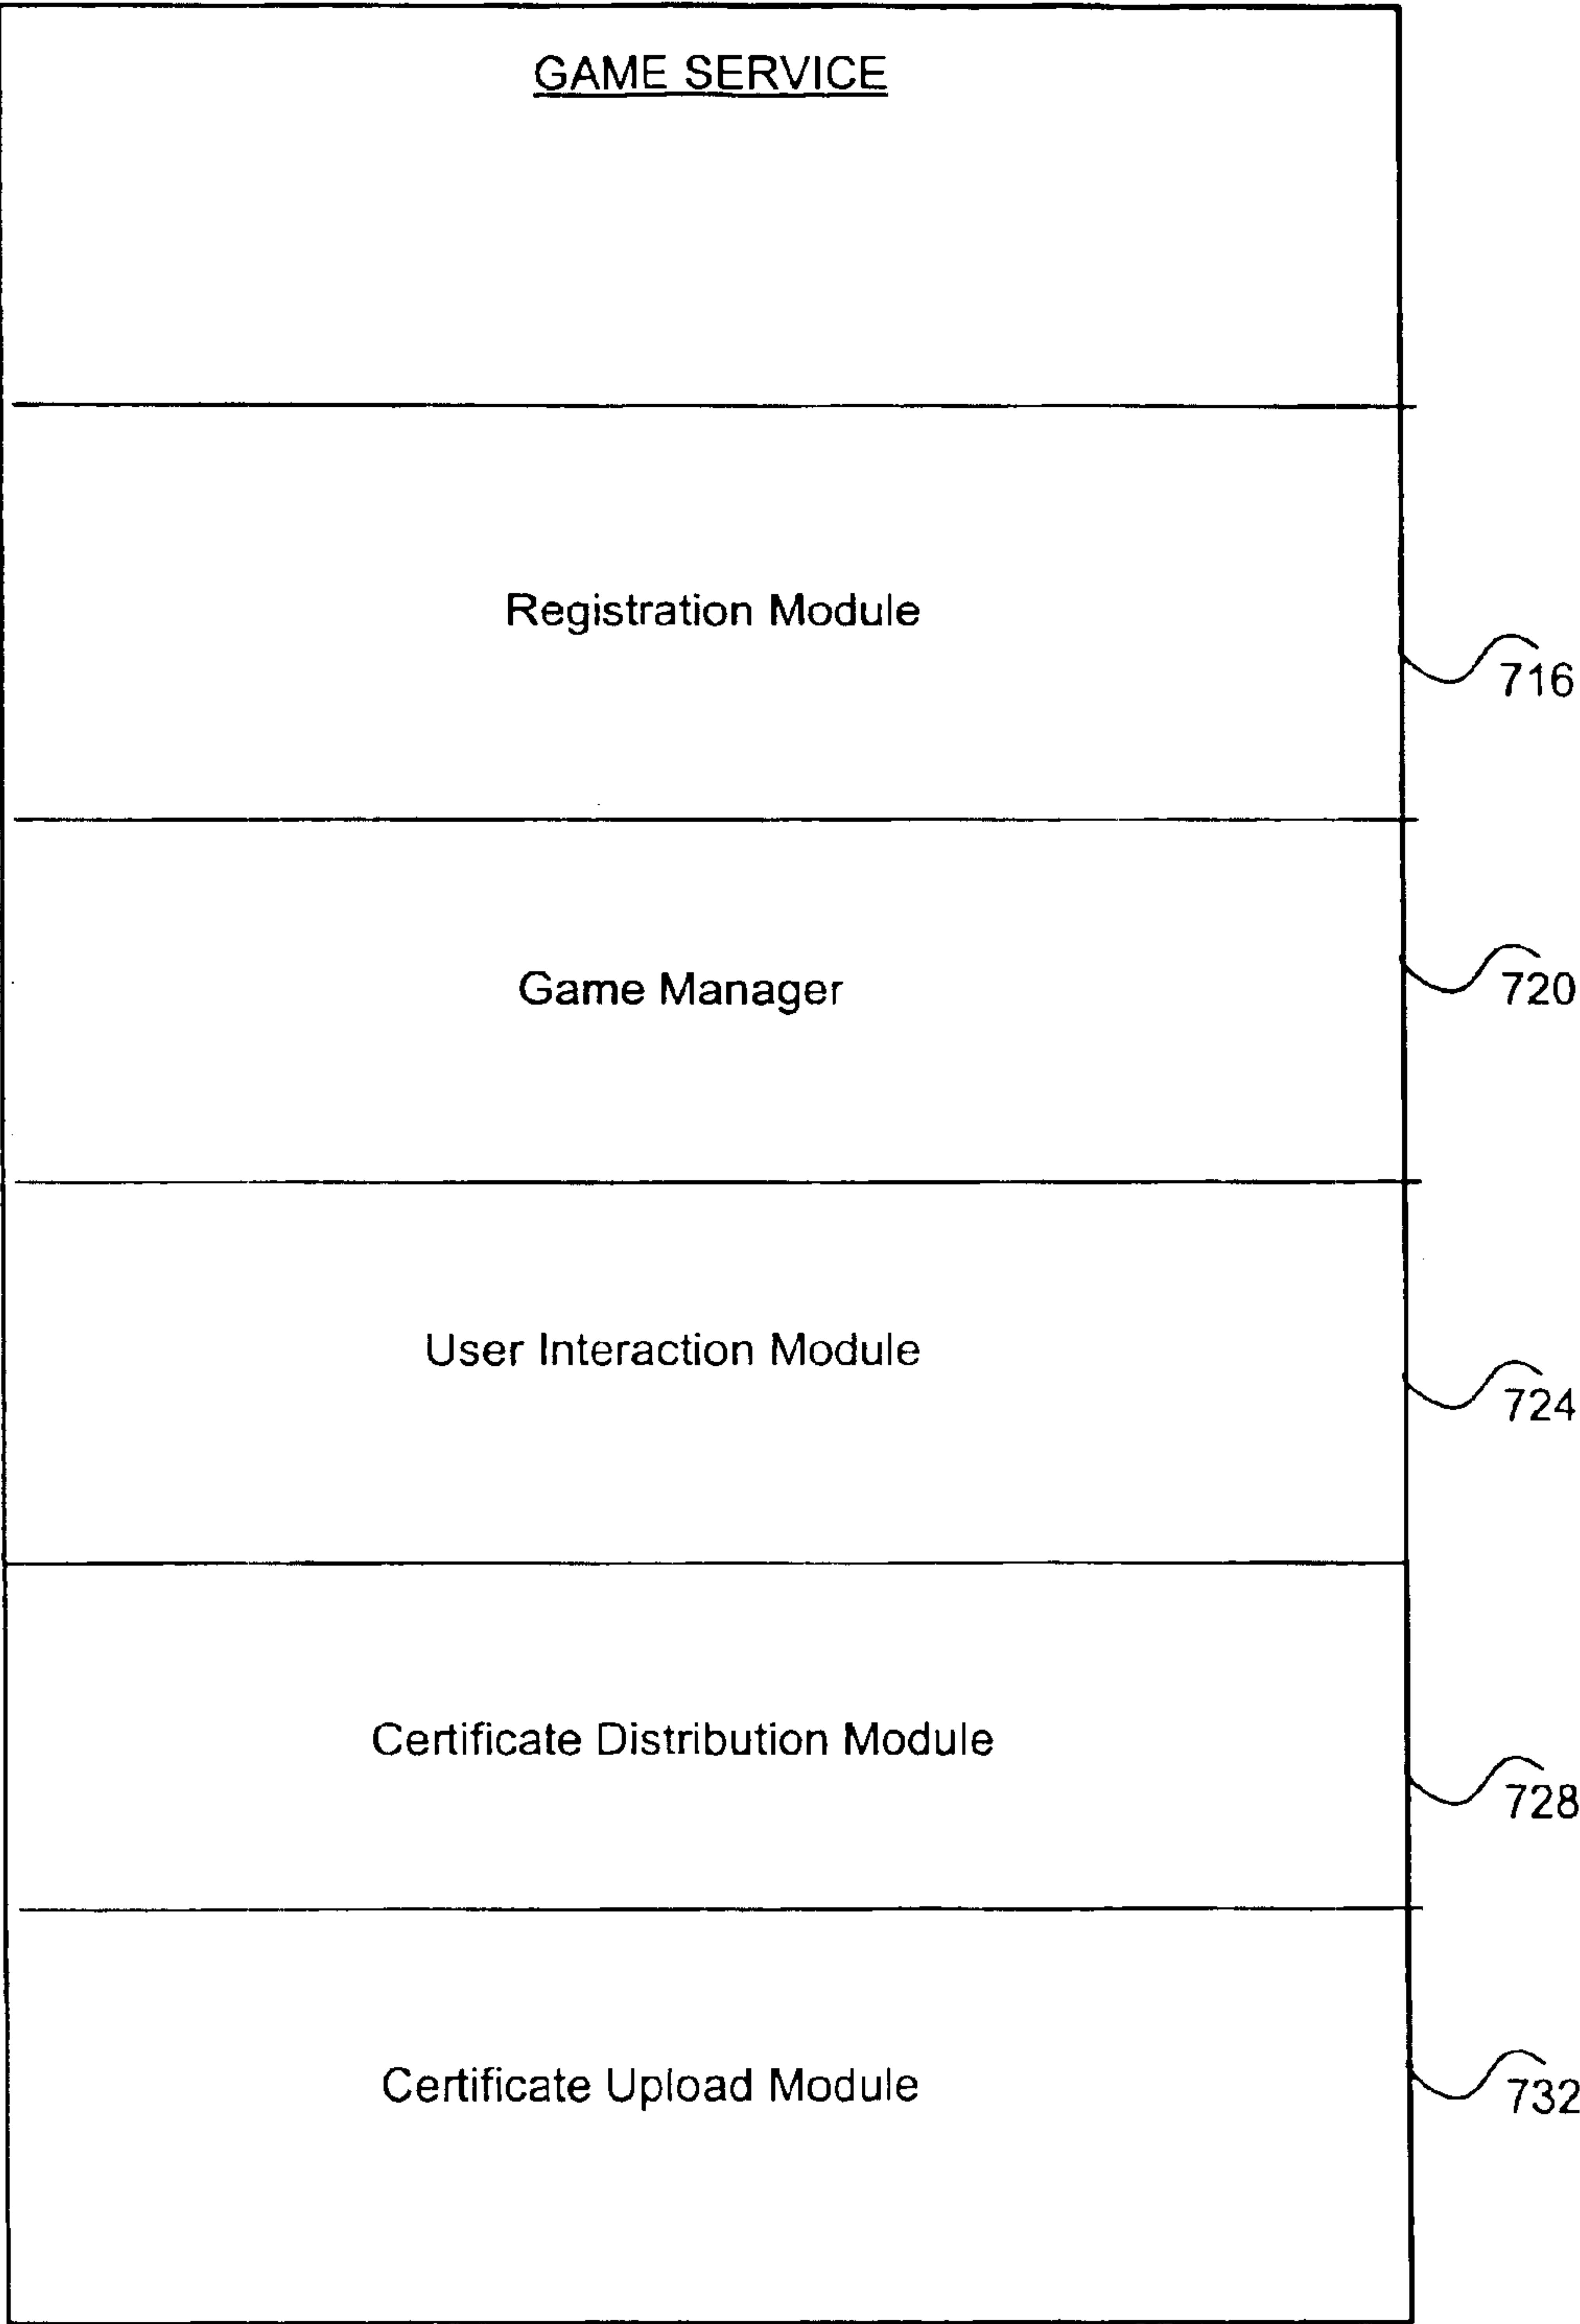 GAME SERVICE
Registration Module
716
Game Manager
720
User Interaction Module
724
Certificate Distribution Module
728
Certificate Upload Module
732